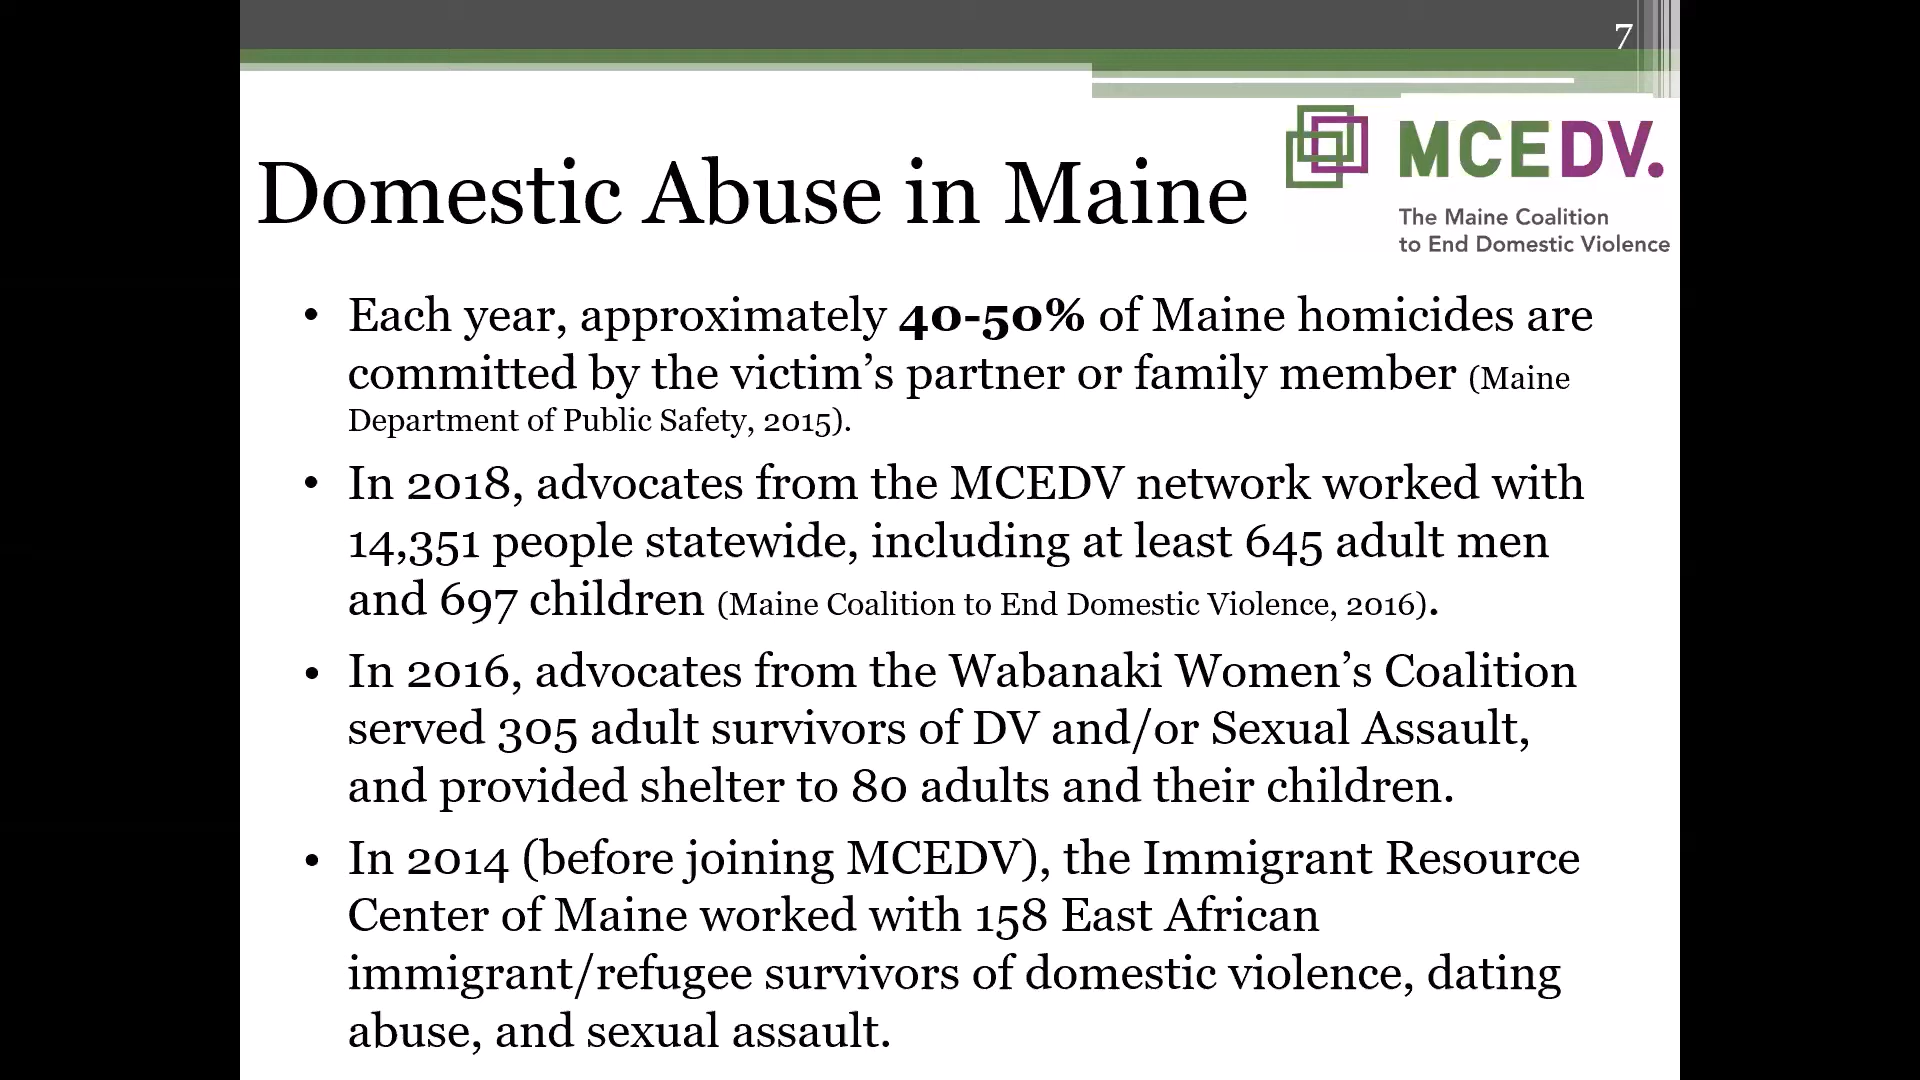 7
MCEDV.
The Maine Coalition
to End Domestic Violence
Domestic Abuse in Maine
• Each year, approximately 40-50% of Maine homicides are
committed by the victim’s partner or family member (Maine
Department of Public Safety, 2015).
• In 2018, advocates from the MCEDV network worked with
14,351 people statewide, including at least 645 adult men
and 697 children (Maine Coalition to End Domestic Violence, 2016).
• In 2016, advocates from the Wabanaki Women’s Coalition
served 305 adult survivors of DV and/or Sexual Assault,
and provided shelter to 80 adults and their children.
• In 2014 (before joining MCEDV), the Immigrant Resource
Center of Maine worked with 158 East African
immigrant/refugee survivors of domestic violence, dating
abuse, and sexual assault.